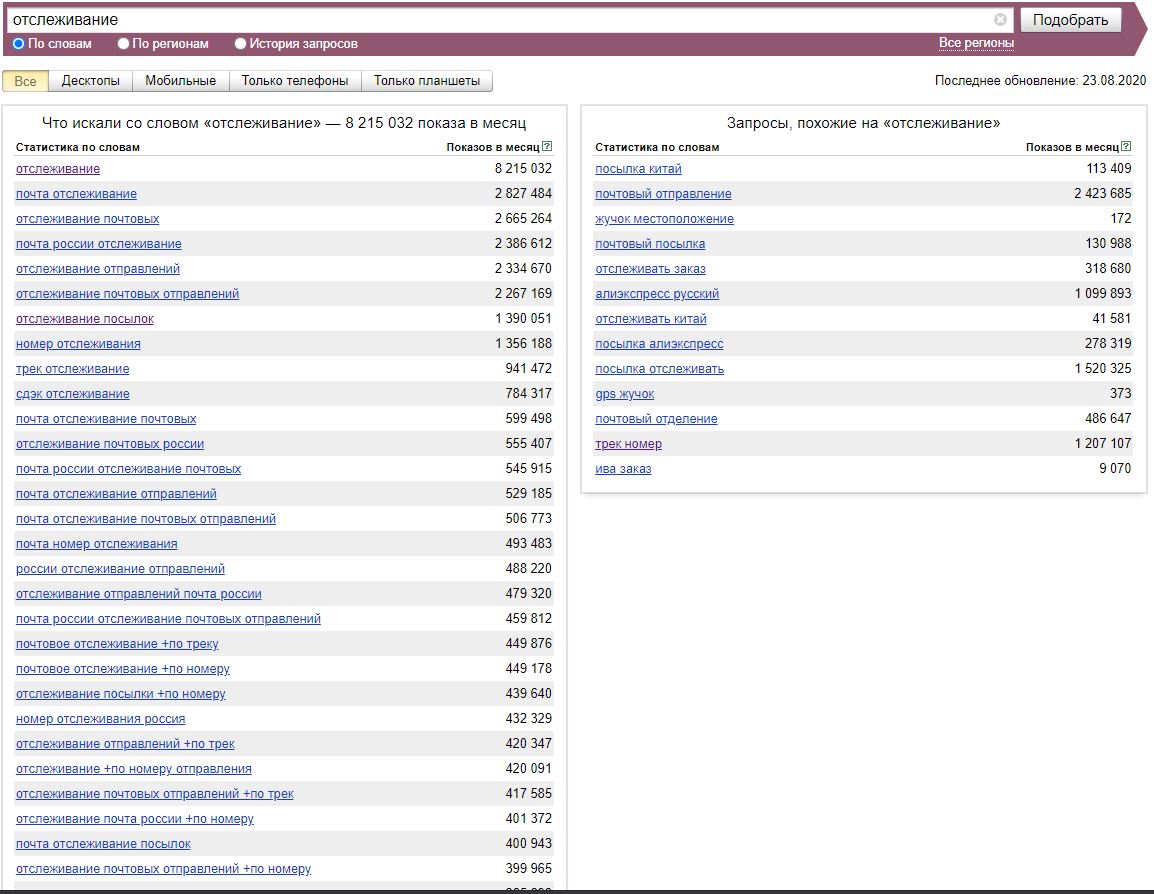 отслеживание
Подобрать
По словам По регионам История запросов Все регионы
Все Десктопы Мобильные Только телефоны Только планшеты Последнее обновление: 23.08.2020
Что искали со словом «отслеживание» — 8 215 032 показа в месяц
Статистика по словам Показов в месяц ?
отслеживание 8 215 032
почта отслеживание 2 827 484
отслеживание почтовых 2 665 264
почта россии отслеживание 2 386 612
отслеживание отправлений 2 334 670
отслеживание почтовых отправлений 2 267 169
отслеживание посылок 1 390 051
номер отслеживания 1 356 188
трек отслеживание 941 472
сдэк отслеживание 784 317
почта отслеживание почтовых 599 498
отслеживание почтовых россии 555 407
почта россии отслеживание почтовых 545 915
почта отслеживание отправлений 529 185
почта отслеживание почтовых отправлений 506 773
почта номер отслеживания 493 483
россии отслеживание отправлений 488 220
отслеживание отправлений почта россии 479 320
почта россии отслеживание почтовых отправлений 459 812
почтовое отслеживание +по треку 449 876
почтовое отслеживание +по номеру 449 178
отслеживание посылки +по номеру 439 640
номер отслеживания россия 432 329
отслеживание отправлений +по трек 420 347
отслеживание +по номеру отправления 420 091
отслеживание почтовых отправлений +по трек 417 585
отслеживание почта россии +по номеру 401 372
почта отслеживание посылок 400 943
отслеживание почтовых отправлений +по номеру 399 965
Запросы, похожие на «отслеживание»
Статистика по словам Показов в месяц ?
посылка китай 113 409
почтовый отправление 2 423 685
жучок местоположение 172
почтовый посылка 130 988
отслеживать заказ 318 680
алиэкспресс русский 1 099 893
отслеживать китай 41 581
посылка алиэкспресс 278 319
посылка отслеживать 1 520 325
gps жучок 373
почтовый отделение 486 647
трек номер 1 207 107
ива заказ 9 070